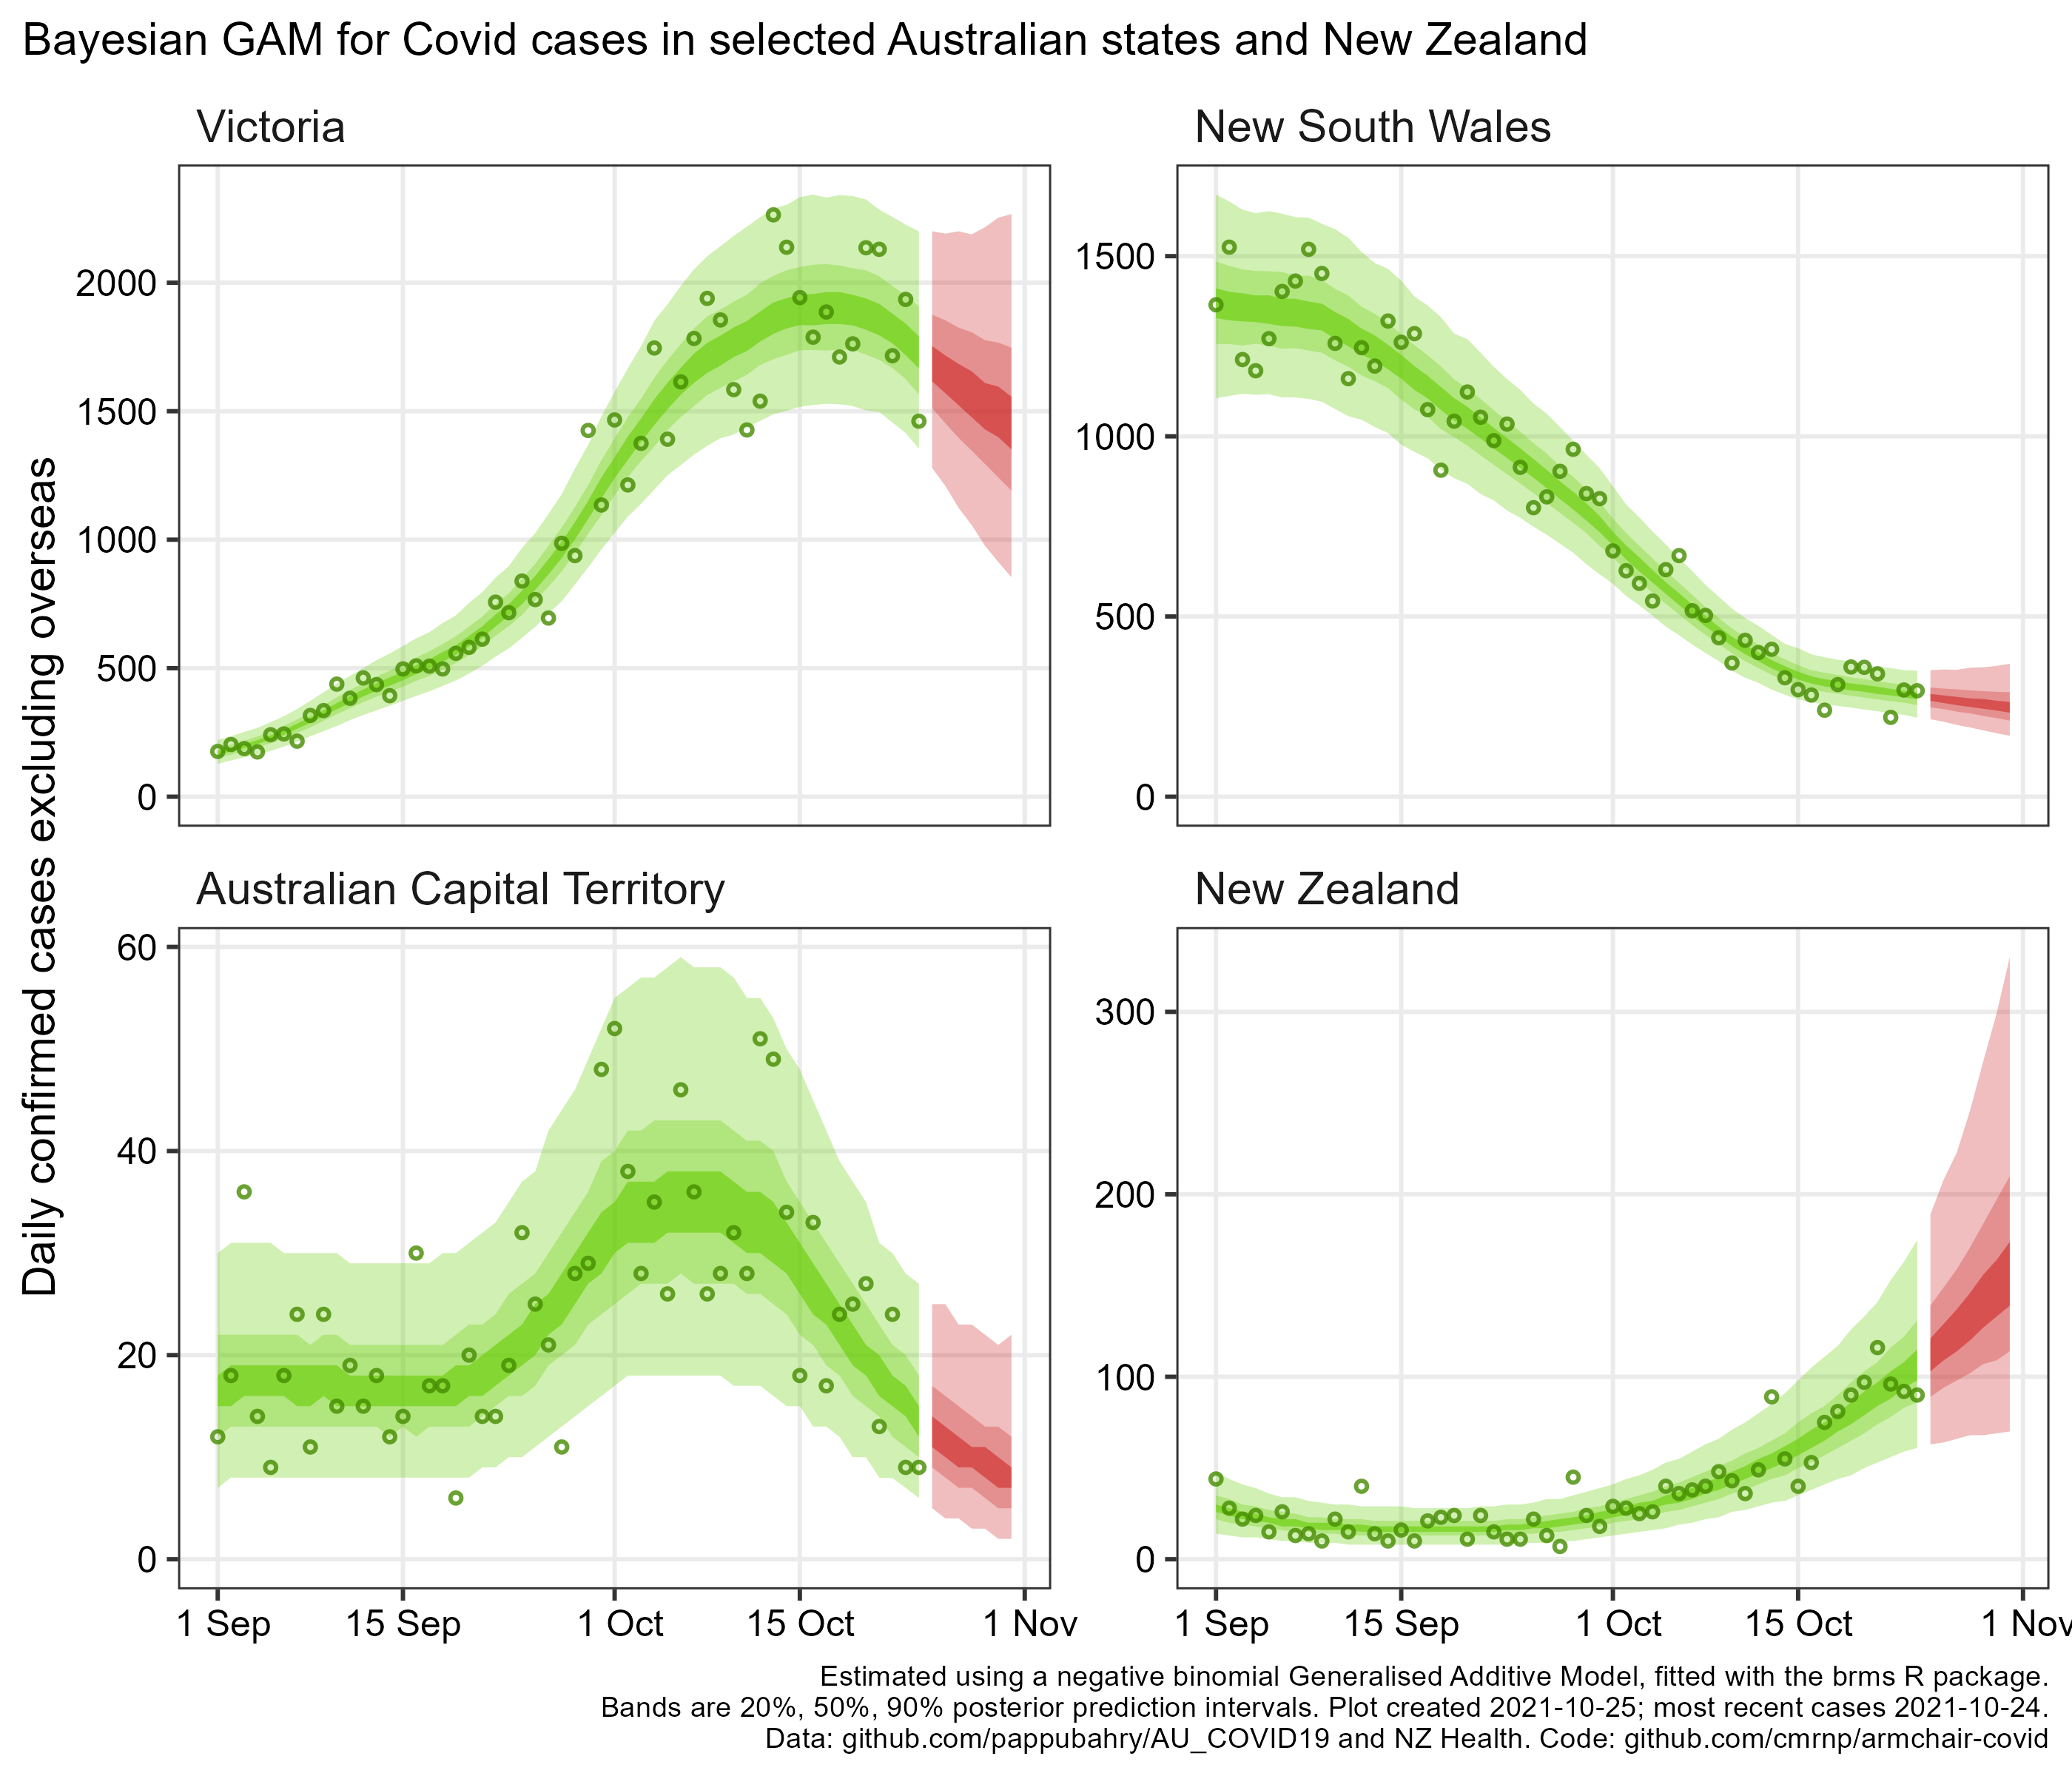 Bayesian GAM for Covid cases in selected Australian states and New Zealand
Daily confirmed cases excluding overseas
Victoria
2000
1500
1000
500
0
New South Wales
1500
1000
500
0
Australian Capital Territory
60
40
20
0
1 Sep
15 Sep
1 Oct
15 Oct
1 Nov
New Zealand
300
200
100
0
1 Sep
15 Sep
1 Oct
15 Oct
1 Nov
Estimated using a negative binomial Generalised Additive Model, fitted with the brms R package.
Bands are 20%, 50%, 90% posterior prediction intervals. Plot created 2021-10-25; most recent cases 2021-10-24.
Data: github.com/pappubahry/AU_COVID19 and NZ Health. Code: github.com/cmrnp/armchair-covid